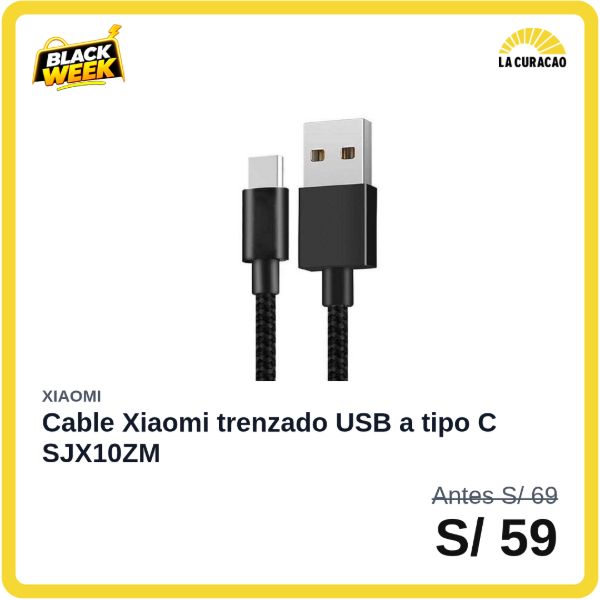 BLACK
WEEK
LA CURACAO
XIAOMI
Cable Xiaomi trenzado USB a tipo C
SJX10ZM
Antes S/ 69
S/ 59